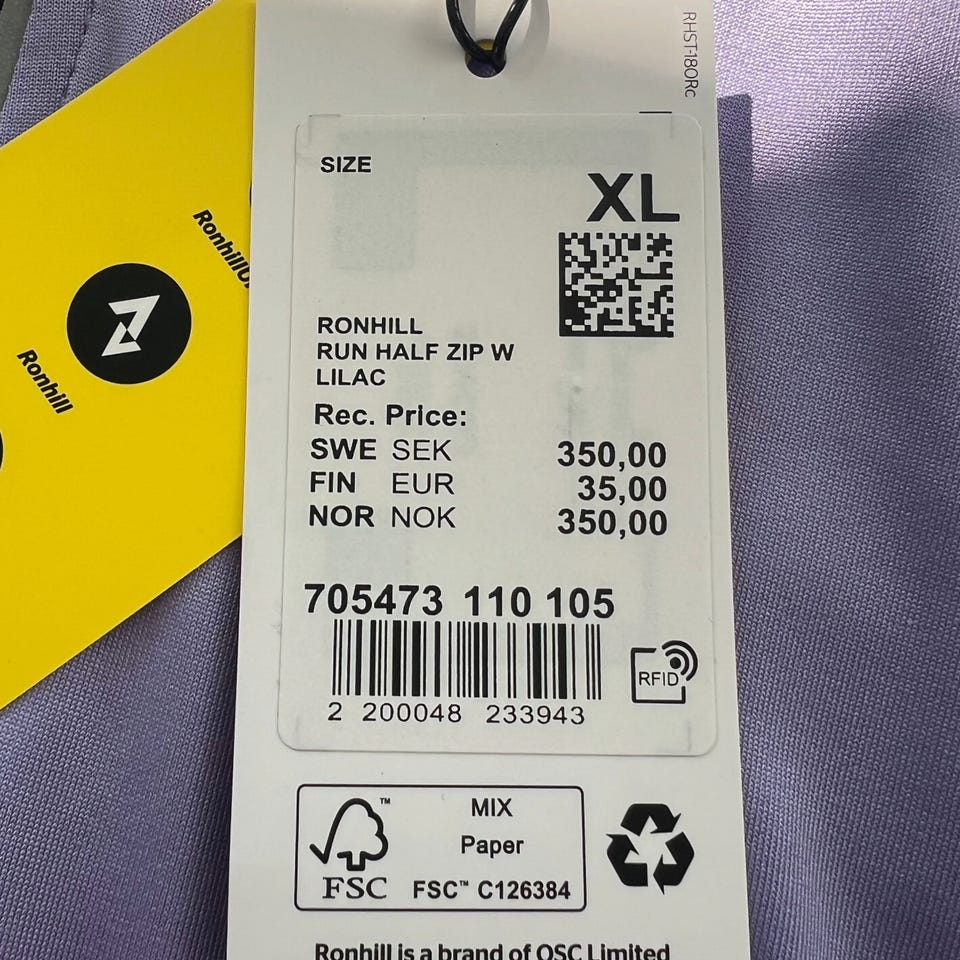 RHST-180Rc
SIZE
XL
RonhillU
Ronhill
RONHILL
RUN HALF ZIP W
LILAC
Rec. Price:
SWE SEK 350,00
FIN EUR 35,00
NOR NOK 350,00
705473 110 105
RFID
2 200048 233943
FSC™
MIX
Paper
FSC™ C126384
Ronhill is a brand of OSC Limited